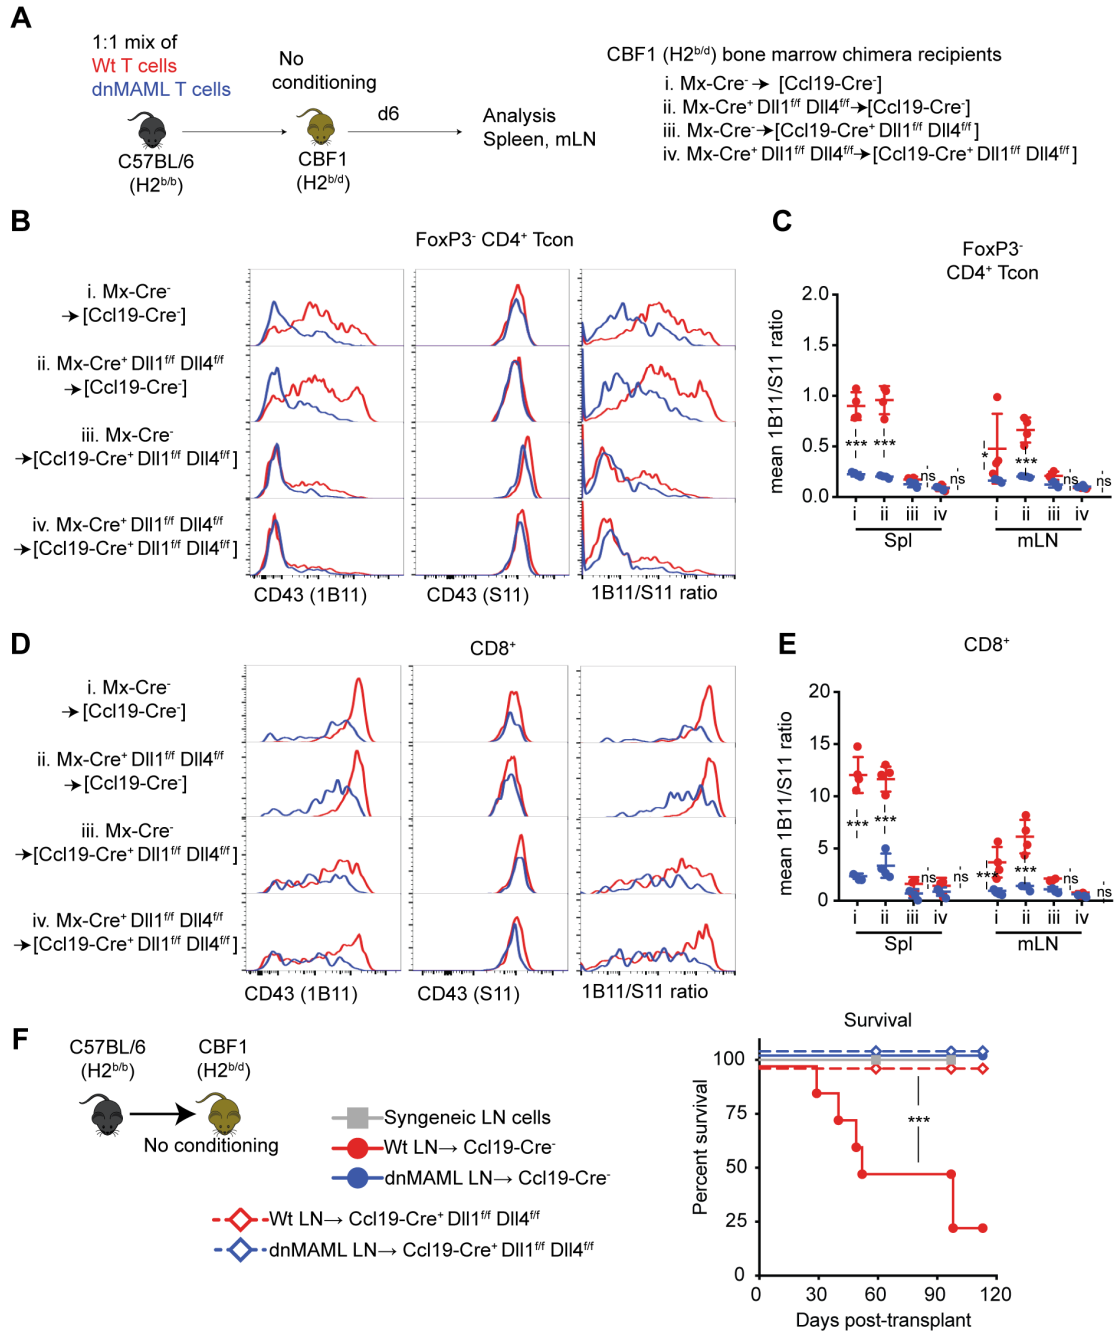 A
1:1 mix of
Wt T cells
dnMAML T cells
C57BL/6
(H2b/b)
No
conditioning
CBF1
(H2b/d)
d6
Analysis
Spleen, mLN
CBF1 (H2b/d) bone marrow chimera recipients
i. Mx-Cre- → [Ccl19-Cre-]
ii. Mx-Cre+ Dll1f/f Dll4f/f→[Ccl19-Cre-]
iii. Mx-Cre-→[Ccl19-Cre+ Dll1f/f Dll4f/f]
iv. Mx-Cre+ Dll1f/f Dll4f/f→[Ccl19-Cre+ Dll1f/f Dll4f/f]
B
FoxP3- CD4+ Tcon
i. Mx-Cre-
→[Ccl19-Cre-]
ii. Mx-Cre+ Dll1f/f Dll4f/f
→[Ccl19-Cre-]
iii. Mx-Cre-
→[Ccl19-Cre+ Dll1f/f Dll4f/f]
iv. Mx-Cre+ Dll1f/f Dll4f/f
→[Ccl19-Cre+ Dll1f/f Dll4f/f]
CD43 (1B11)
CD43 (S11)
1B11/S11 ratio
C
FoxP3-
CD4+ Tcon
mean 1B11/S11 ratio
2.0
1.5
1.0
0.5
0.0
*** *** ns ns * *** ns ns
i ii iii iv i ii iii iv
Spl mLN
D
CD8+
i. Mx-Cre-
→[Ccl19-Cre-]
ii. Mx-Cre+ Dll1f/f Dll4f/f
→[Ccl19-Cre-]
iii. Mx-Cre-
→[Ccl19-Cre+ Dll1f/f Dll4f/f]
iv. Mx-Cre+ Dll1f/f Dll4f/f
→[Ccl19-Cre+ Dll1f/f Dll4f/f]
CD43 (1B11)
CD43 (S11)
1B11/S11 ratio
E
CD8+
mean 1B11/S11 ratio
20
15
10
5
0
*** *** ns ns *** *** ns ns
i ii iii iv i ii iii iv
Spl mLN
F
C57BL/6
(H2b/b)
CBF1
(H2b/d)
No conditioning
Syngeneic LN cells
Wt LN→ Ccl19-Cre-
dnMAML LN→ Ccl19-Cre-
Wt LN→ Ccl19-Cre+ Dll1f/f Dll4f/f
dnMAML LN→ Ccl19-Cre+ Dll1f/f Dll4f/f
Survival
Percent survival
100
75
50
25
0
***
0 30 60 90 120
Days post-transplant